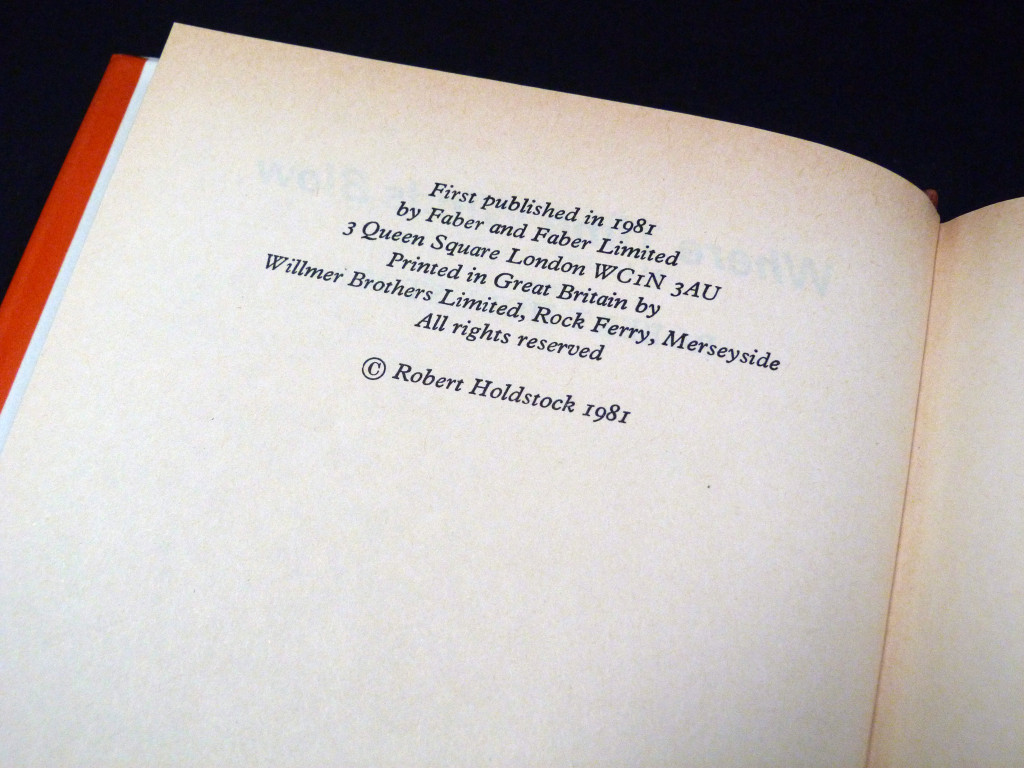 First published in 1981
by Faber and Faber Limited
3 Queen Square London WC1N 3AU
Printed in Great Britain by
Willmer Brothers Limited, Rock Ferry, Merseyside
All rights reserved
© Robert Holdstock 1981